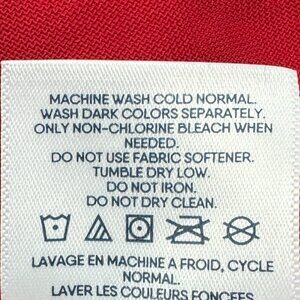 MACHINE WASH COLD NORMAL.
WASH DARK COLORS SEPARATELY.
ONLY NON-CHLORINE BLEACH WHEN
NEEDED.
DO NOT USE FABRIC SOFTENER.
TUMBLE DRY LOW.
DO NOT IRON.
DO NOT DRY CLEAN.
LAVAGE EN MACHINE A FROID, CYCLE
NORMAL.
LAVER LES COULEURS FONCÉES